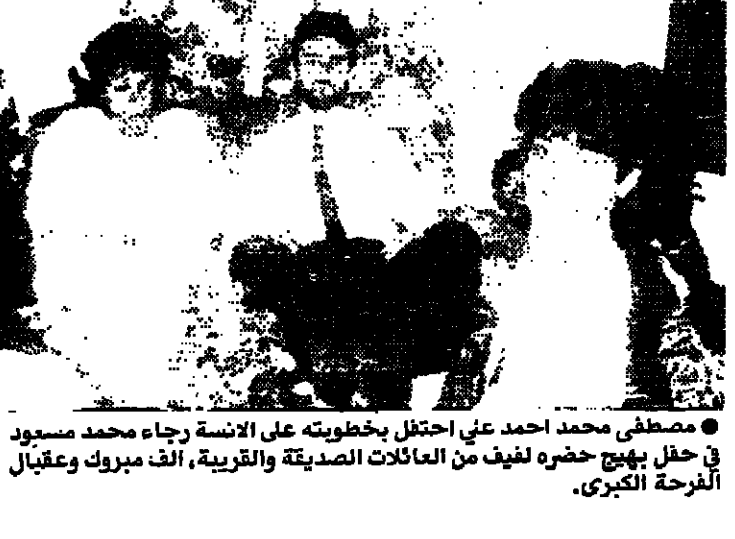 ● مصطفى محمد احمد علي احتفل بخطوبته على الانسة رجاء محمد مسعود
في حفل بهيج حضره لفيف من العائلات الصديقة والقريبة، الف مبروك وعقبال
الفرحة الكبرى.